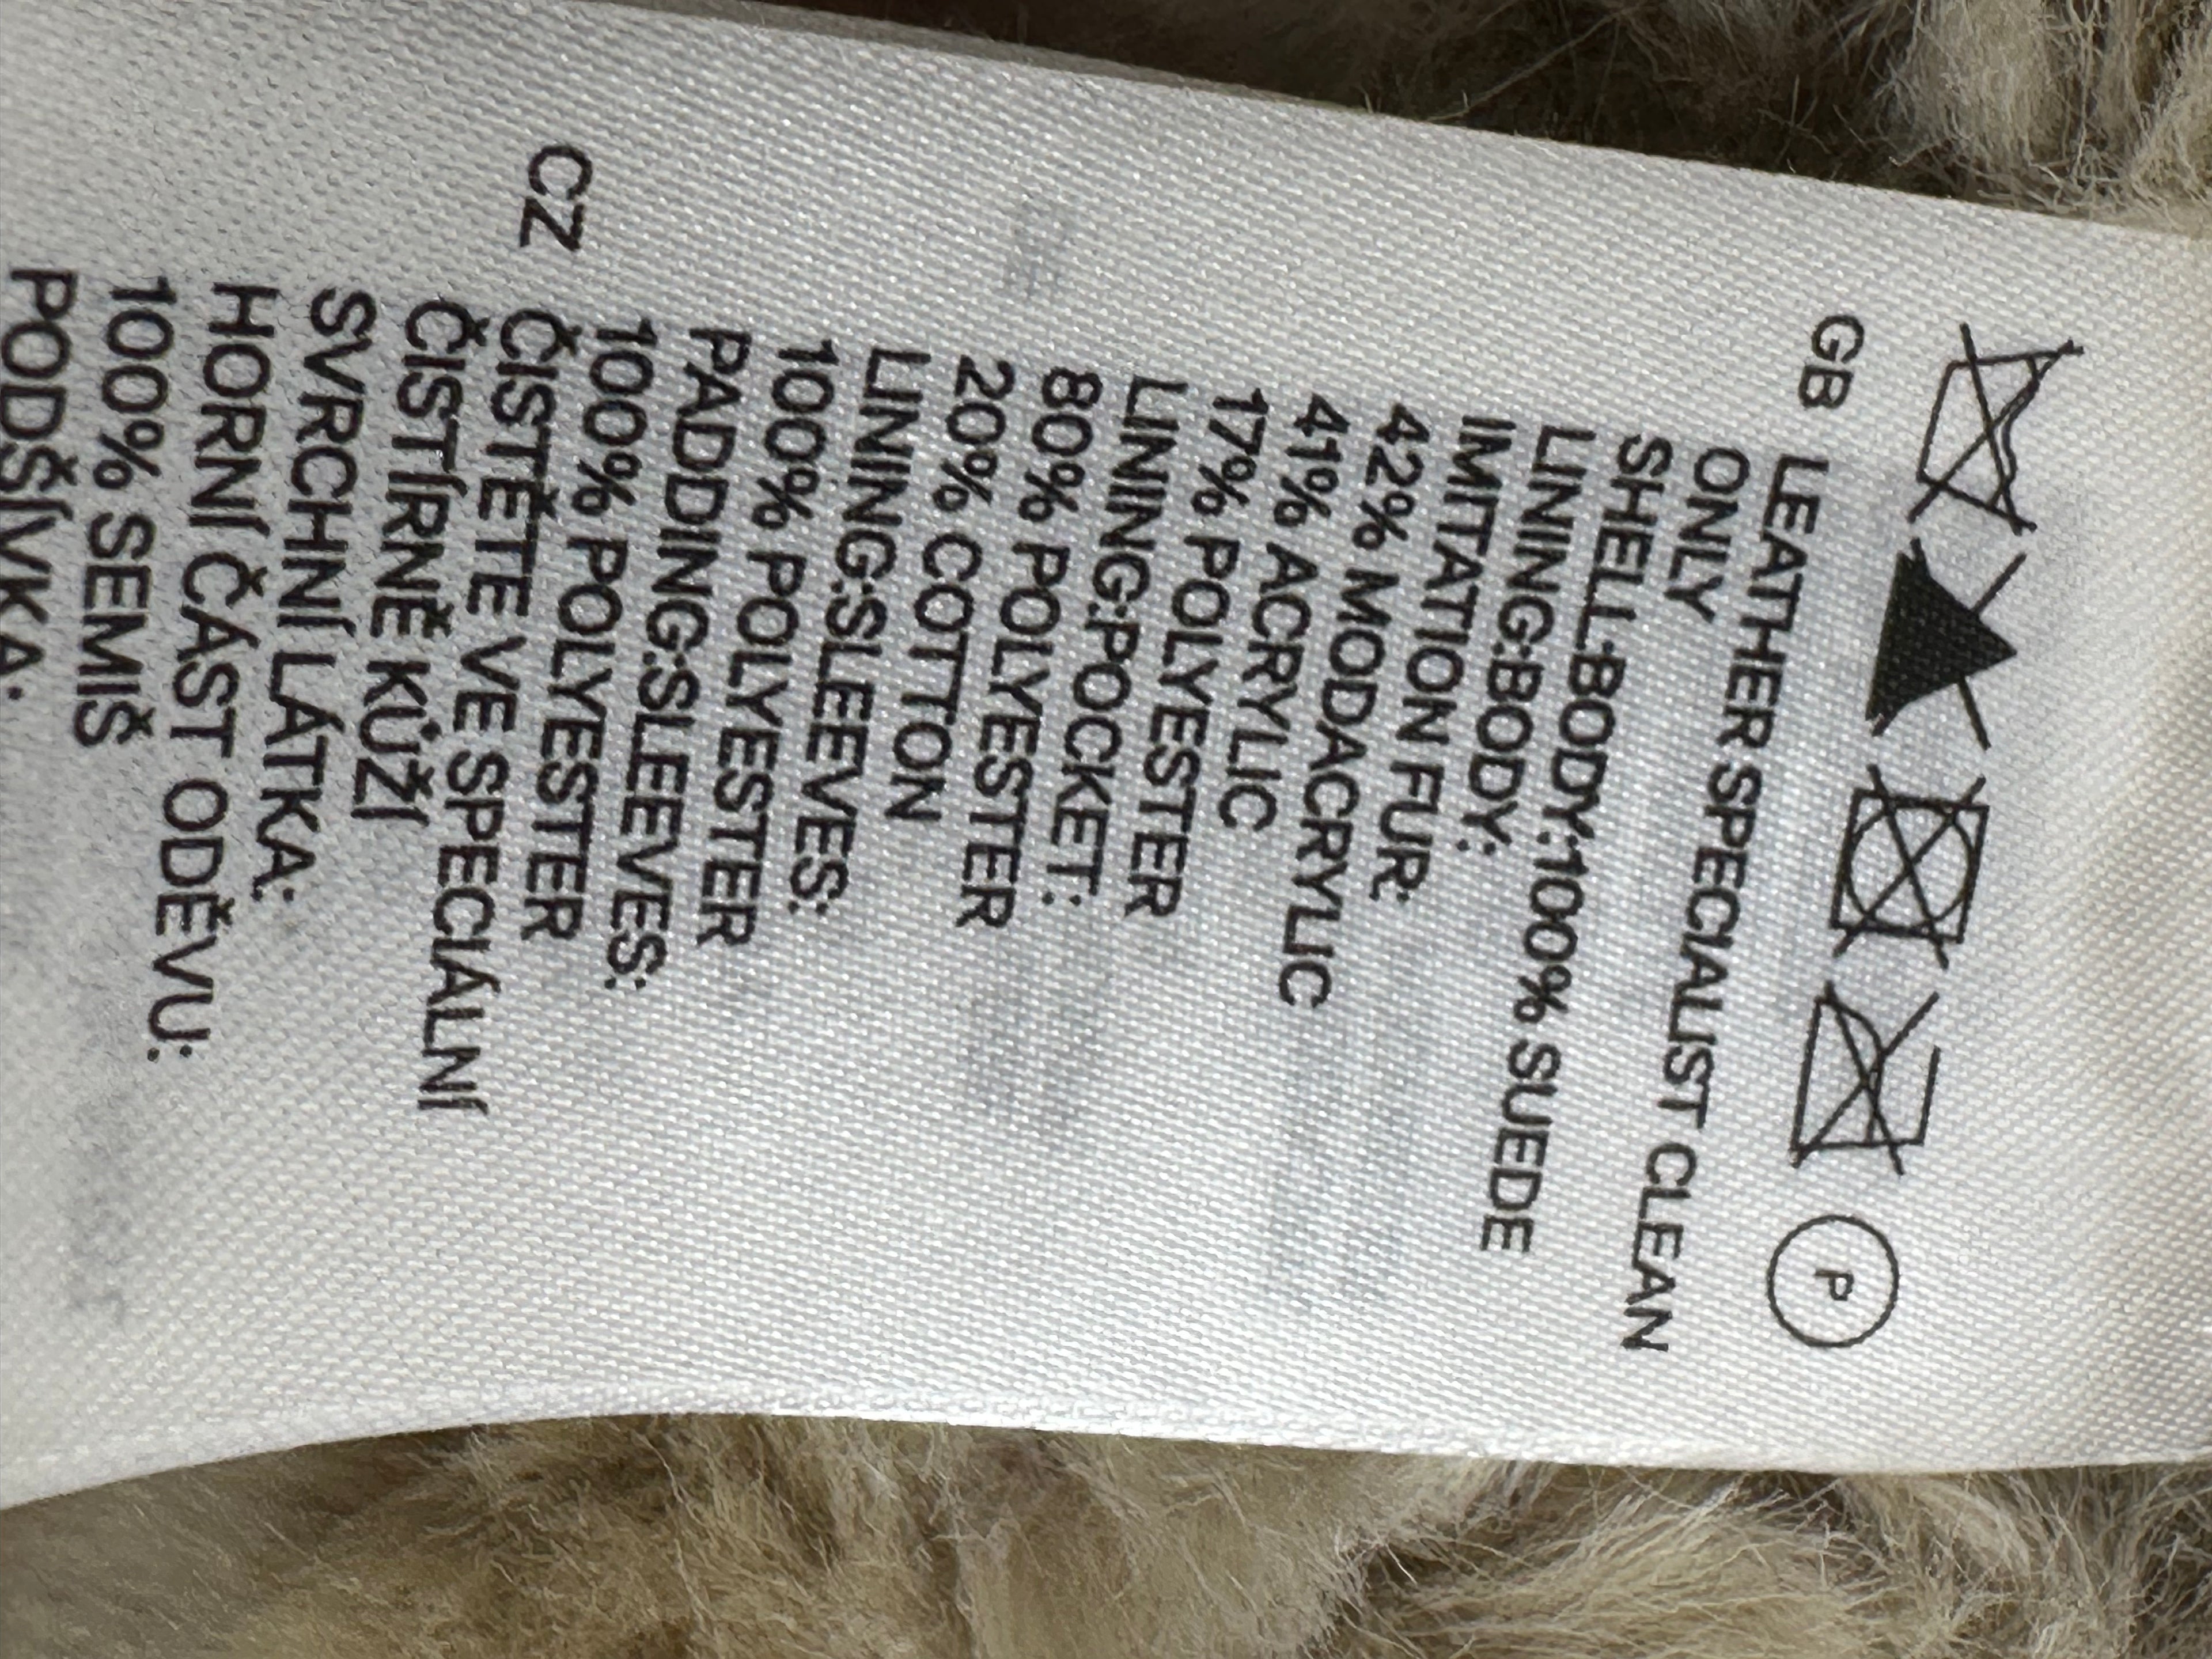 P
GB LEATHER SPECIALIST CLEAN
ONLY
SHELL:BODY:100% SUEDE
LINING:BODY:
IMITATION FUR:
42% MODACRYLIC
41% ACRYLIC
17% POLYESTER
LINING:POCKET:
80% POLYESTER
20% COTTON
LINING:SLEEVES:
100% POLYESTER
PADDING:SLEEVES:
100% POLYESTER
CZ ČISTĚTE VE SPECIÁLNÍ
ČISTÍRNĚ KŮŽÍ
SVRCHNÍ LÁTKA:
HORNÍ ČÁST ODĚVU:
100% SEMIŠ
PODŠÍVKA: